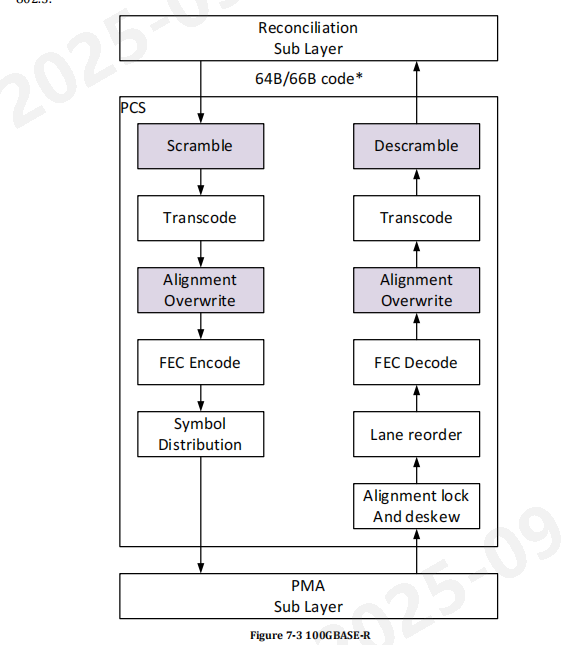 802.3.
Reconciliation
Sub Layer
64B/66B code*
PCS
Scramble
Descramble
Transcode
Transcode
Alignment
Overwrite
Alignment
Overwrite
FEC Encode
FEC Decode
Symbol
Distribution
Lane reorder
Alignment lock
And deskew
PMA
Sub Layer
Figure 7-3 100GBASE-R
2025-09
2025-09